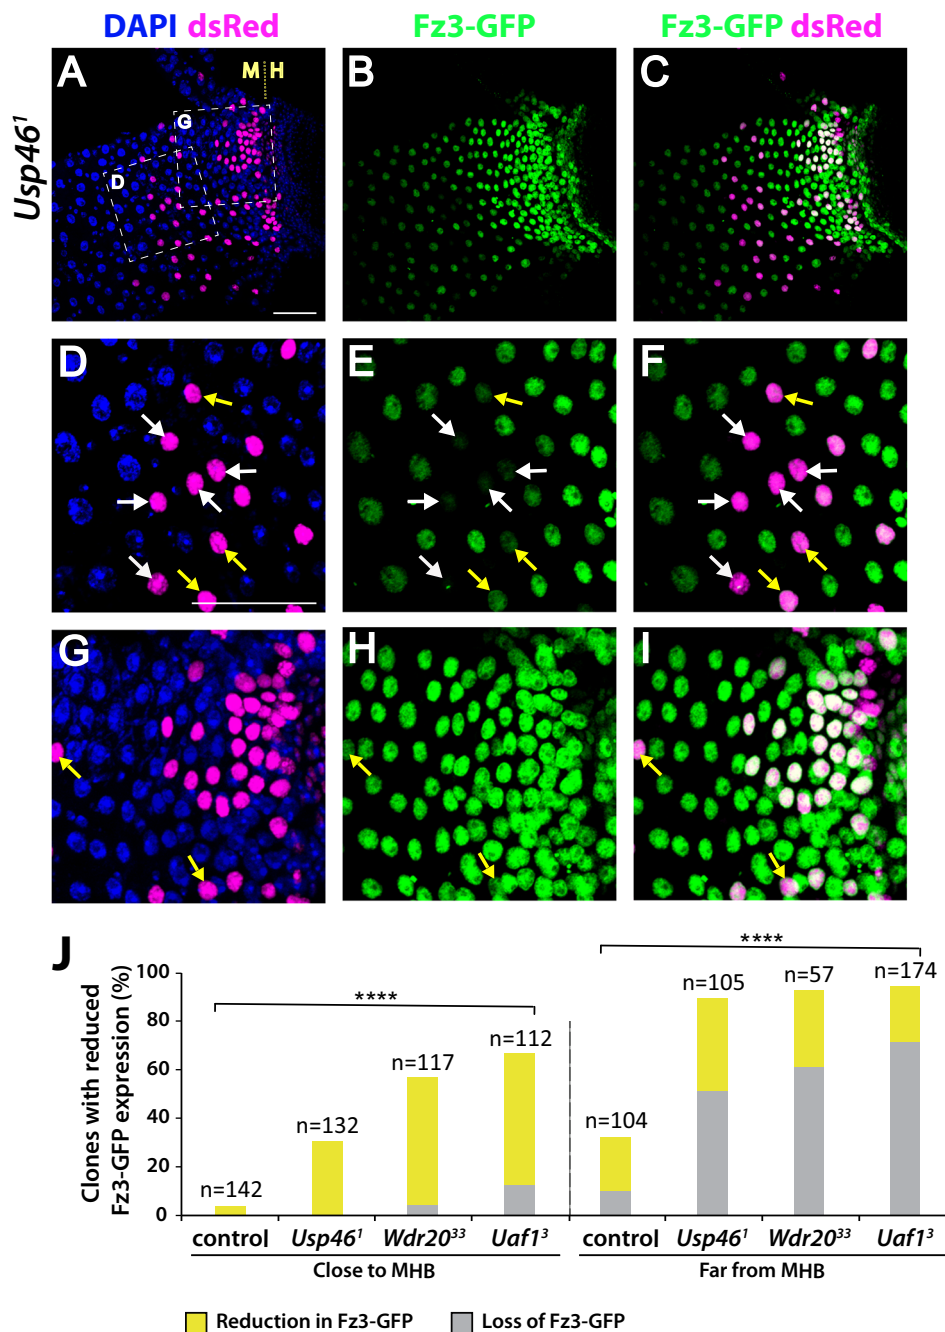 DAPI dsRed Fz3-GFP Fz3-GFP dsRed
Usp46¹
A M H B C
G
D
D E F
G H I
J
Clones with reduced
Fz3-GFP expression (%)
100
80
60
40
20
0
**** ****
n=142 n=132 n=117 n=112 n=104 n=105 n=57 n=174
control Usp46¹ Wdr20³³ Uaf1³ control Usp46¹ Wdr20³³ Uaf1³
Close to MHB Far from MHB
Reduction in Fz3-GFP Loss of Fz3-GFP